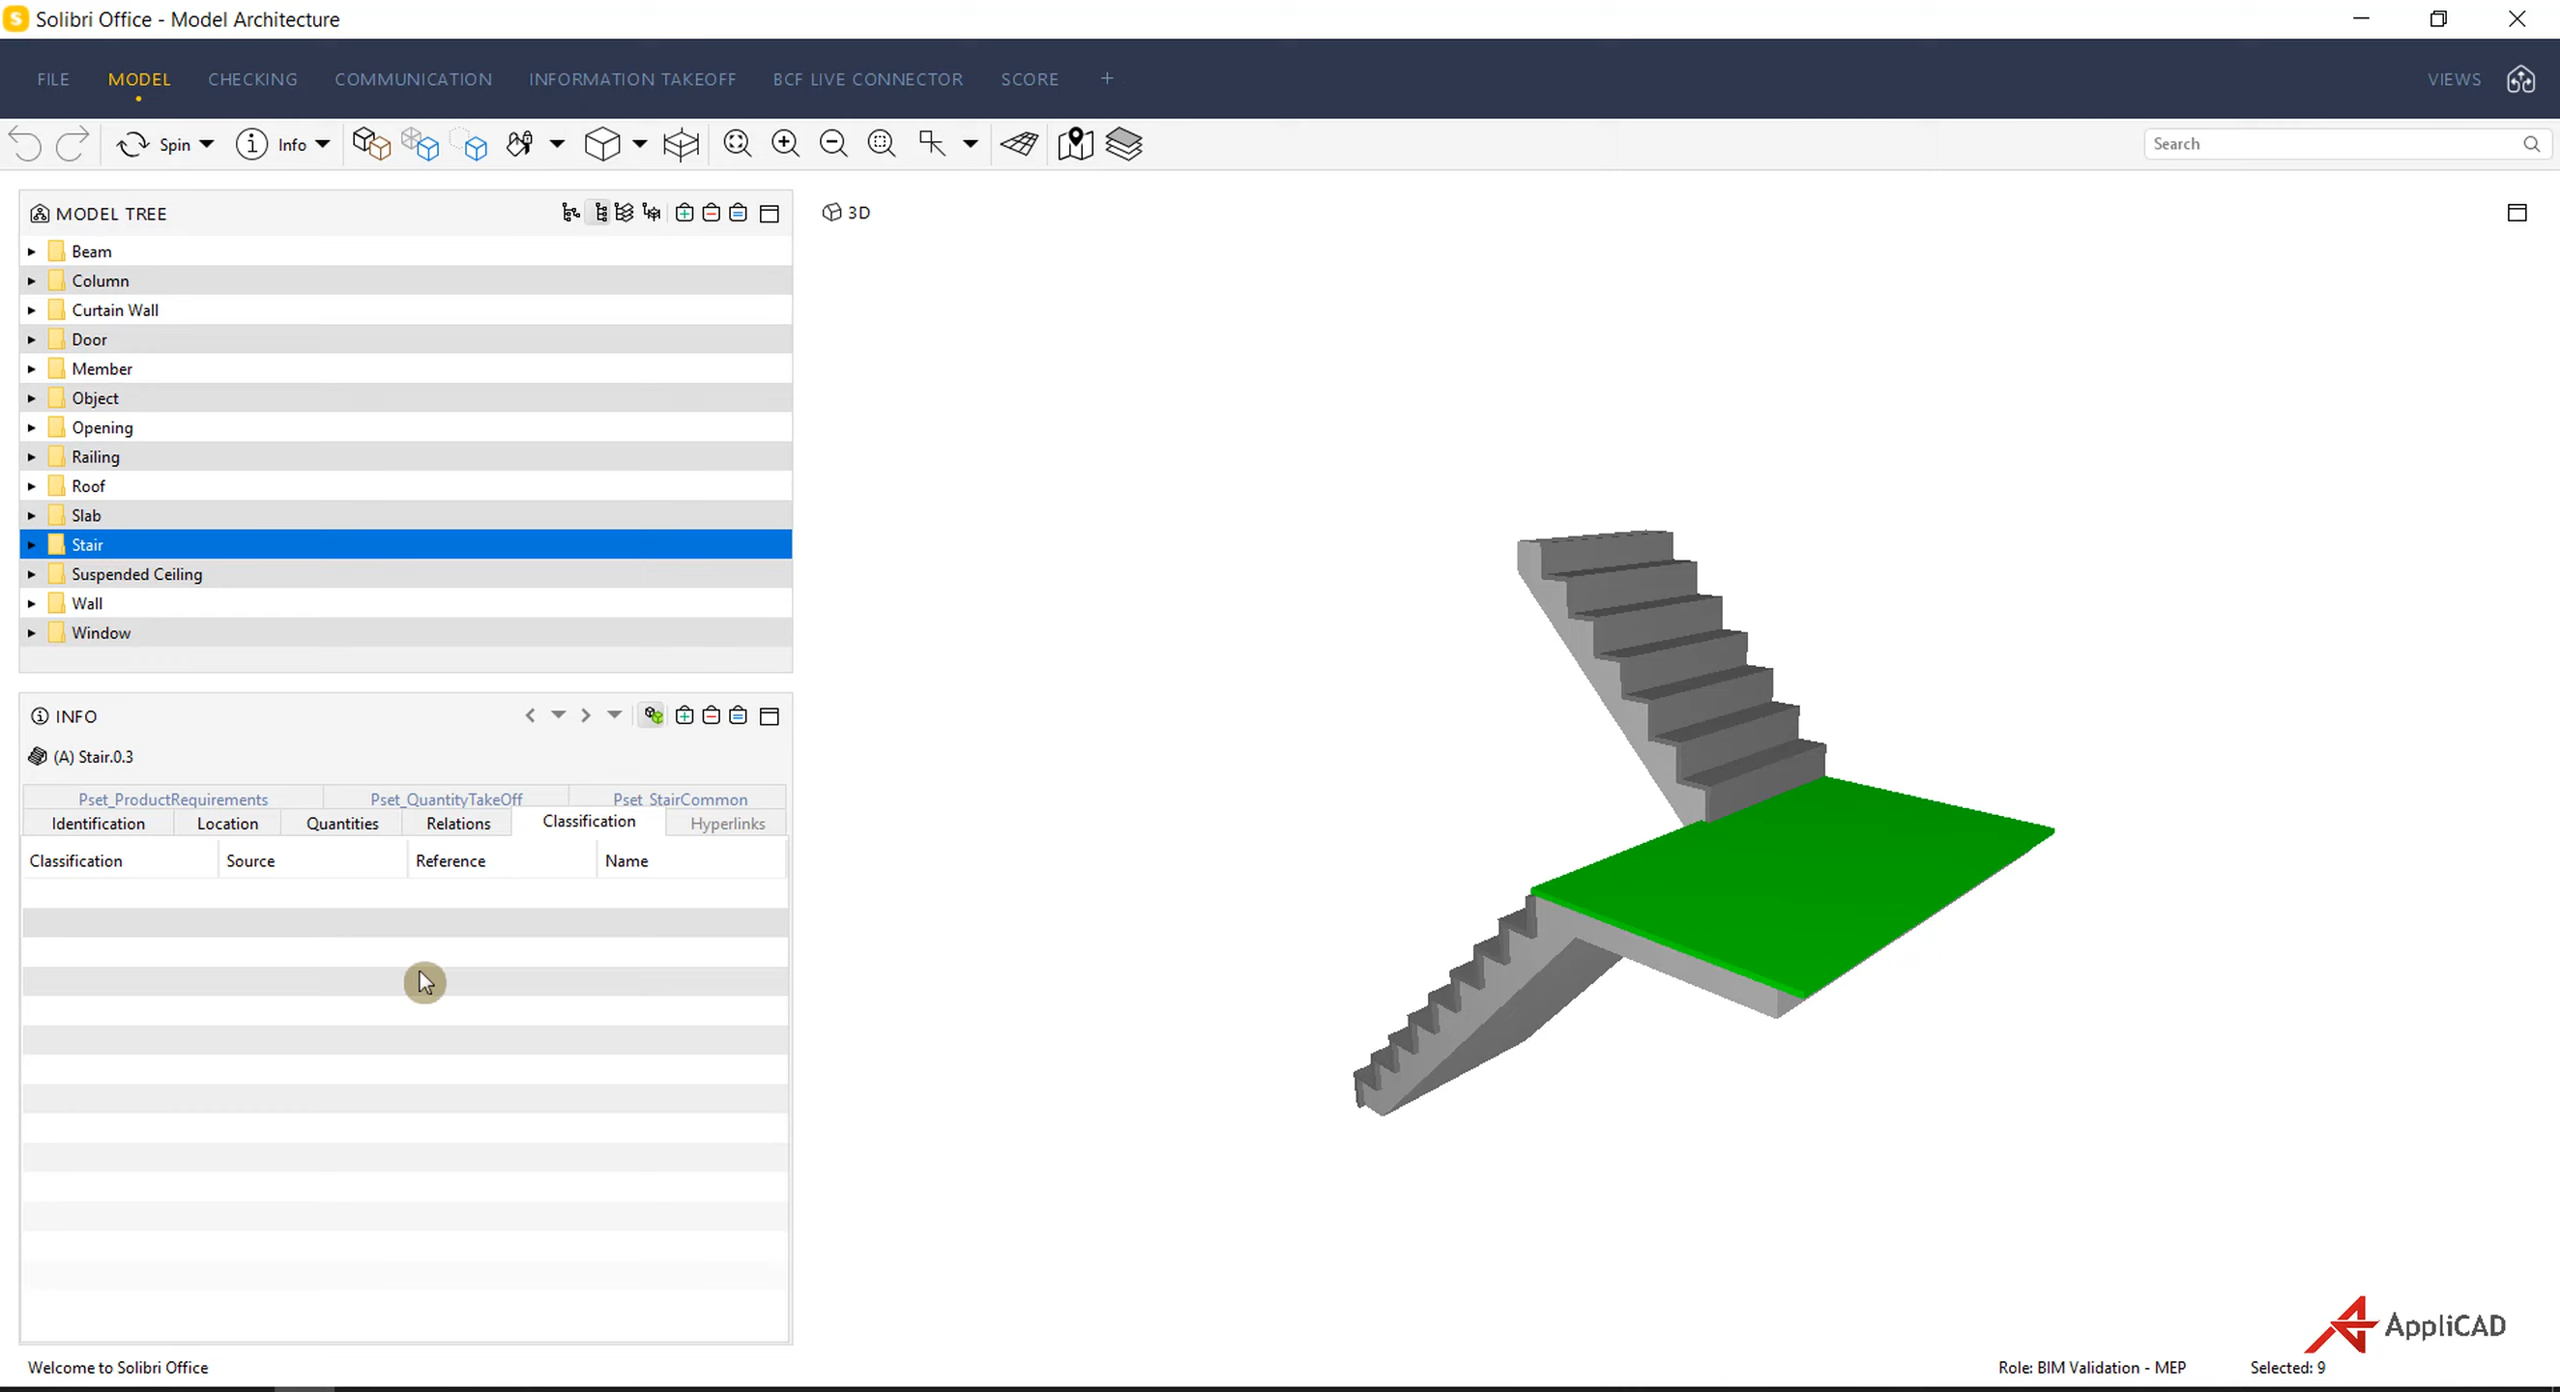 S Solibri Office - Model Architecture
FILE MODEL CHECKING COMMUNICATION INFORMATION TAKEOFF BCF LIVE CONNECTOR SCORE + VIEWS
Spin Info Search
MODEL TREE
3D
Beam
Column
Curtain Wall
Door
Member
Object
Opening
Railing
Roof
Slab
Stair
Suspended Ceiling
Wall
Window
INFO
(A) Stair.0.3
Pset_ProductRequirements Pset_QuantityTakeOff Pset_StairCommon
Identification Location Quantities Relations Classification Hyperlinks
Classification Source Reference Name
AppliCAD
Welcome to Solibri Office Role: BIM Validation - MEP Selected: 9